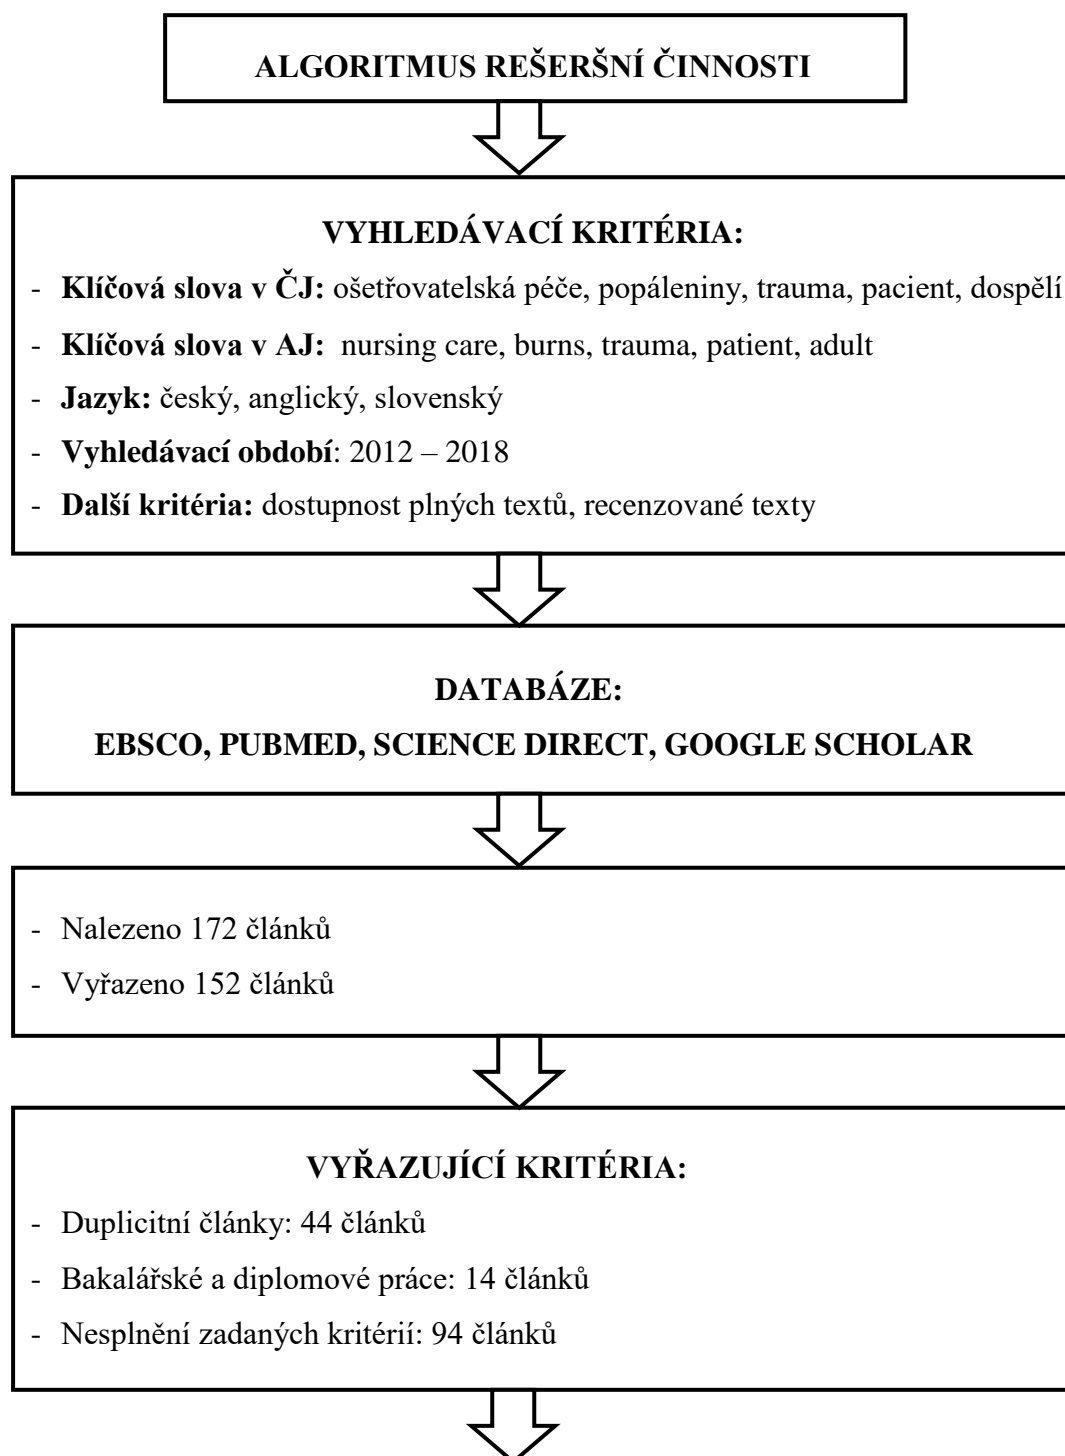 ALGORITMUS REŠERŠNÍ ČINNOSTI
VYHLEDÁVACÍ KRITÉRIA:
- Klíčová slova v ČJ: ošetřovatelská péče, popáleniny, trauma, pacient, dospělí
- Klíčová slova v AJ: nursing care, burns, trauma, patient, adult
- Jazyk: český, anglický, slovenský
- Vyhledávací období: 2012 – 2018
- Další kritéria: dostupnost plných textů, recenzované texty
DATABÁZE:
EBSCO, PUBMED, SCIENCE DIRECT, GOOGLE SCHOLAR
- Nalezeno 172 článků
- Vyřazeno 152 článků
VYŘAZUJÍCÍ KRITÉRIA:
- Duplicitní články: 44 článků
- Bakalářské a diplomové práce: 14 článků
- Nesplnění zadaných kritérií: 94 článků